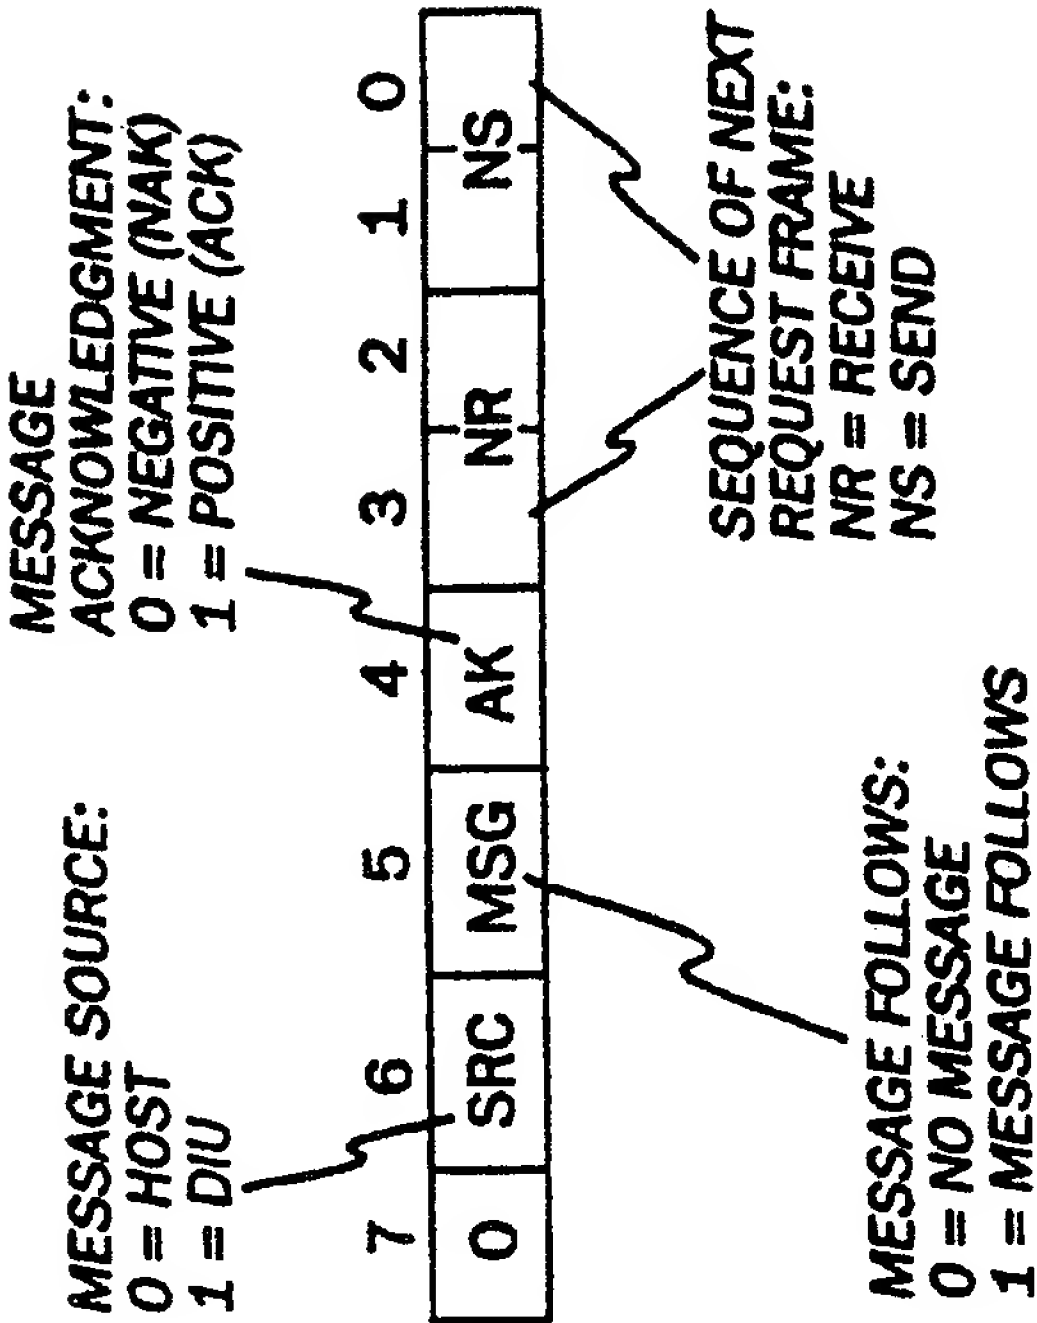 MESSAGE SOURCE:
0 = HOST
1 = DIU
MESSAGE
ACKNOWLEDGMENT:
0 = NEGATIVE (NAK)
1 = POSITIVE (ACK)
7 6 5 4 3 2 1 0
0 SRC MSG AK NR NS
MESSAGE FOLLOWS:
0 = NO MESSAGE
1 = MESSAGE FOLLOWS
SEQUENCE OF NEXT
REQUEST FRAME:
NR = RECEIVE
NS = SEND